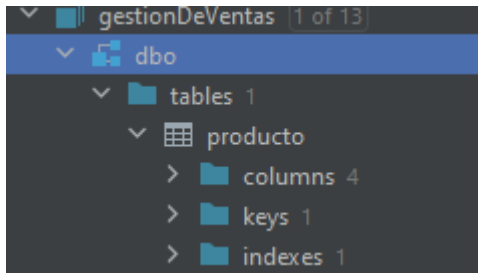 gestionDeVentas 1 of 13
dbo
tables 1
producto
columns 4
keys 1
indexes 1